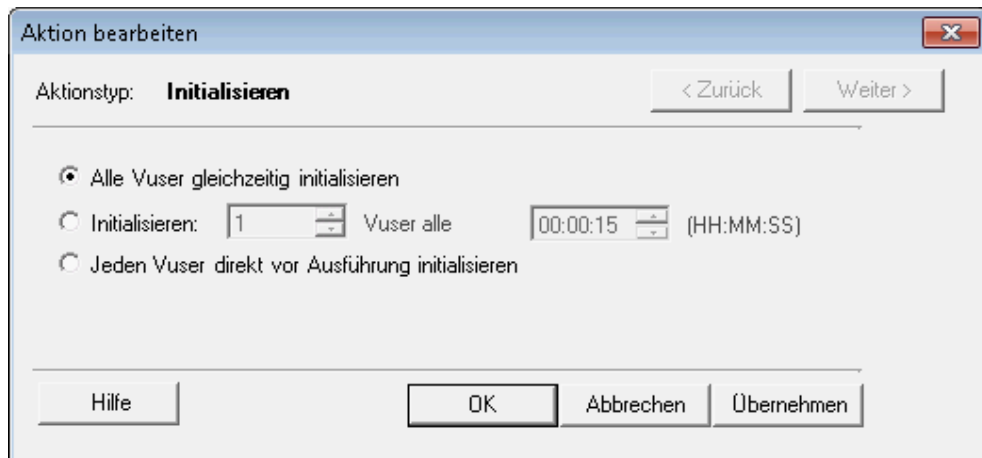 Aktion bearbeiten
Aktionstyp: Initialisieren < Zurück Weiter >
Alle Vuser gleichzeitig initialisieren
Initialisieren: 1 Vuser alle 00:00:15 (HH:MM:SS)
Jeden Vuser direkt vor Ausführung initialisieren
Hilfe OK Abbrechen Übernehmen